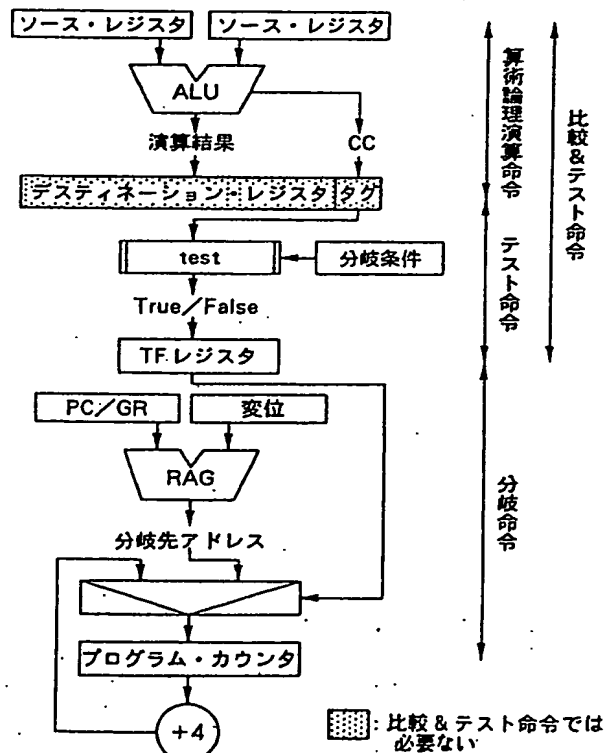 ソース・レジスタ
ソース・レジスタ
ALU
演算結果
CC
デスティネーション・レジスタ
タグ
test
分岐条件
True/False
TFレジスタ
PC/GR
変位
RAG
分岐先アドレス
プログラム・カウンタ
+4
算術論理演算命令
テスト命令
比較&テスト命令
分岐命令
:比較&テスト命令では
必要ない